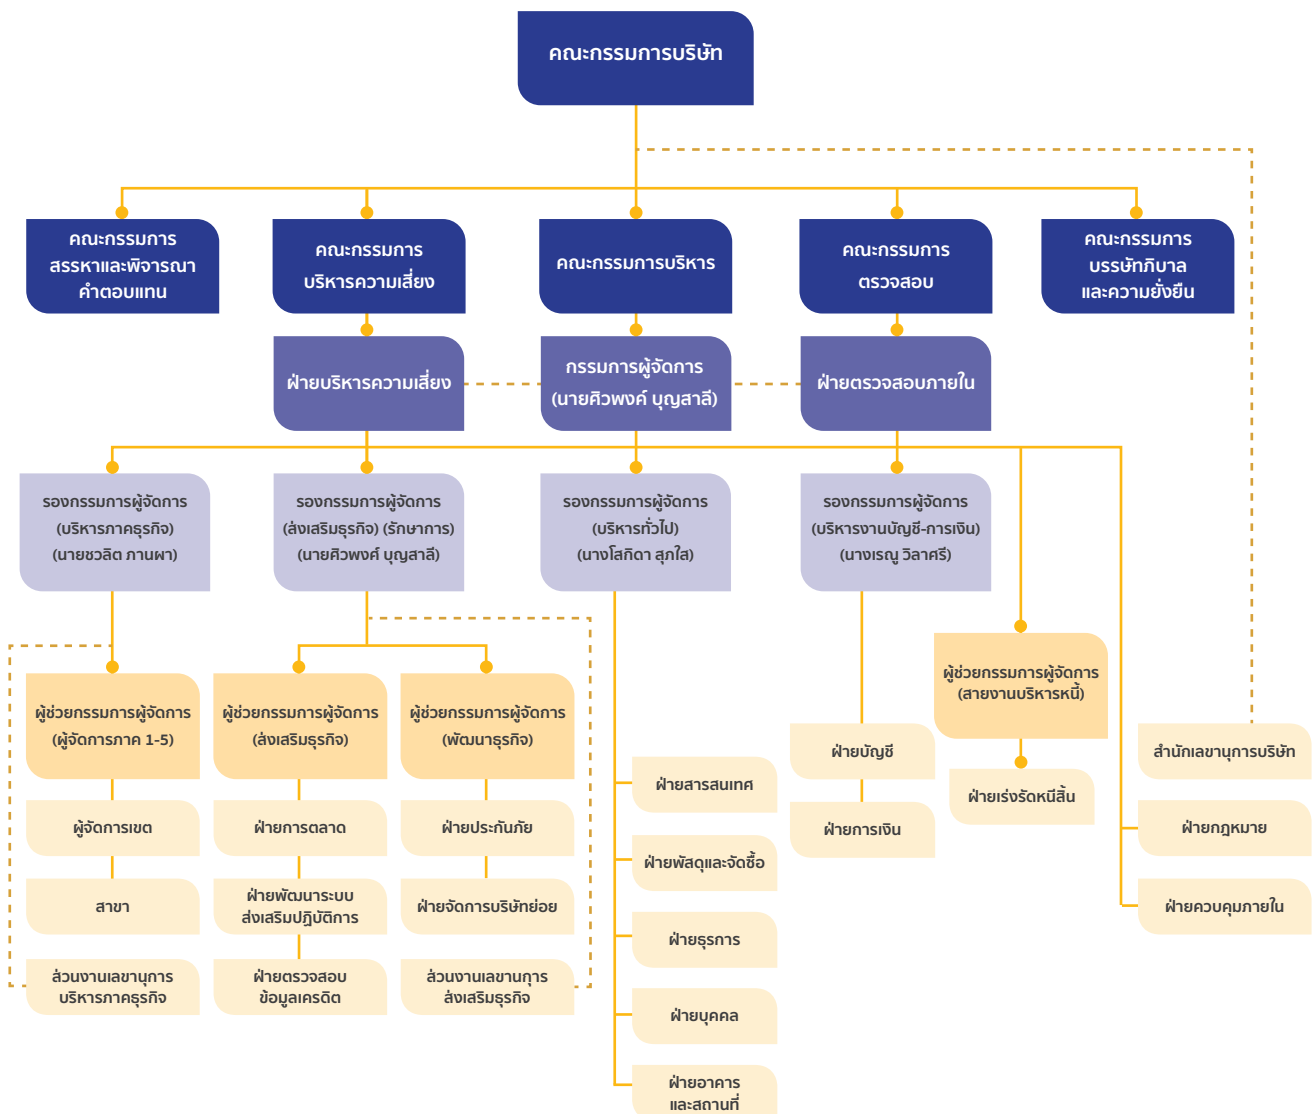 คณะกรรมการบริษัท
คณะกรรมการ
สรรหาและพิจารณา
คำตอบแทน
คณะกรรมการ
บริหารความเสี่ยง
คณะกรรมการบริหาร
คณะกรรมการ
ตรวจสอบ
คณะกรรมการ
บรรษัทภิบาล
และความยั่งยืน
ฝ่ายบริหารความเสี่ยง
กรรมการผู้จัดการ
(นายศิวพงค์ บุญสาลี)
ฝ่ายตรวจสอบภายใน
รองกรรมการผู้จัดการ
(บริหารภาคธุรกิจ)
(นายชวลิต ภานผา)
รองกรรมการผู้จัดการ
(ส่งเสริมธุรกิจ) (รักษาการ)
(นายศิวพงศ์ บุญสาลี)
รองกรรมการผู้จัดการ
(บริหารทั่วไป)
(นางโสภิดา สุภใส)
รองกรรมการผู้จัดการ
(บริหารงานบัญชี-การเงิน)
(นางเรณู วิลาศรี)
ผู้ช่วยกรรมการผู้จัดการ
(สายงานบริหารหนี้)
ผู้ช่วยกรรมการผู้จัดการ
(ผู้จัดการภาค 1-5)
ผู้ช่วยกรรมการผู้จัดการ
(ส่งเสริมธุรกิจ)
ผู้ช่วยกรรมการผู้จัดการ
(พัฒนาธุรกิจ)
ฝ่ายบัญชี
สำนักเลขานุการบริษัท
ฝ่ายสารสนเทศ
ฝ่ายเร่งรัดหนีสิ้น
ผู้จัดการเขต
ฝ่ายการตลาด
ฝ่ายประกันภัย
ฝ่ายการเงิน
ฝ่ายกฎหมาย
ฝ่ายพัสดุและจัดซื้อ
สาขา
ฝ่ายพัฒนาระบบ
ส่งเสริมปฏิบัติการ
ฝ่ายจัดการบริษัทย่อย
ฝ่ายควบคุมภายใน
ฝ่ายธุรการ
ส่วนงานเลขานุการ
บริหารภาคธุรกิจ
ฝ่ายตรวจสอบ
ข้อมูลเครดิต
ส่วนงานเลขานุการ
ส่งเสริมธุรกิจ
ฝ่ายบุคคล
ฝ่ายอาคาร
และสถานที่